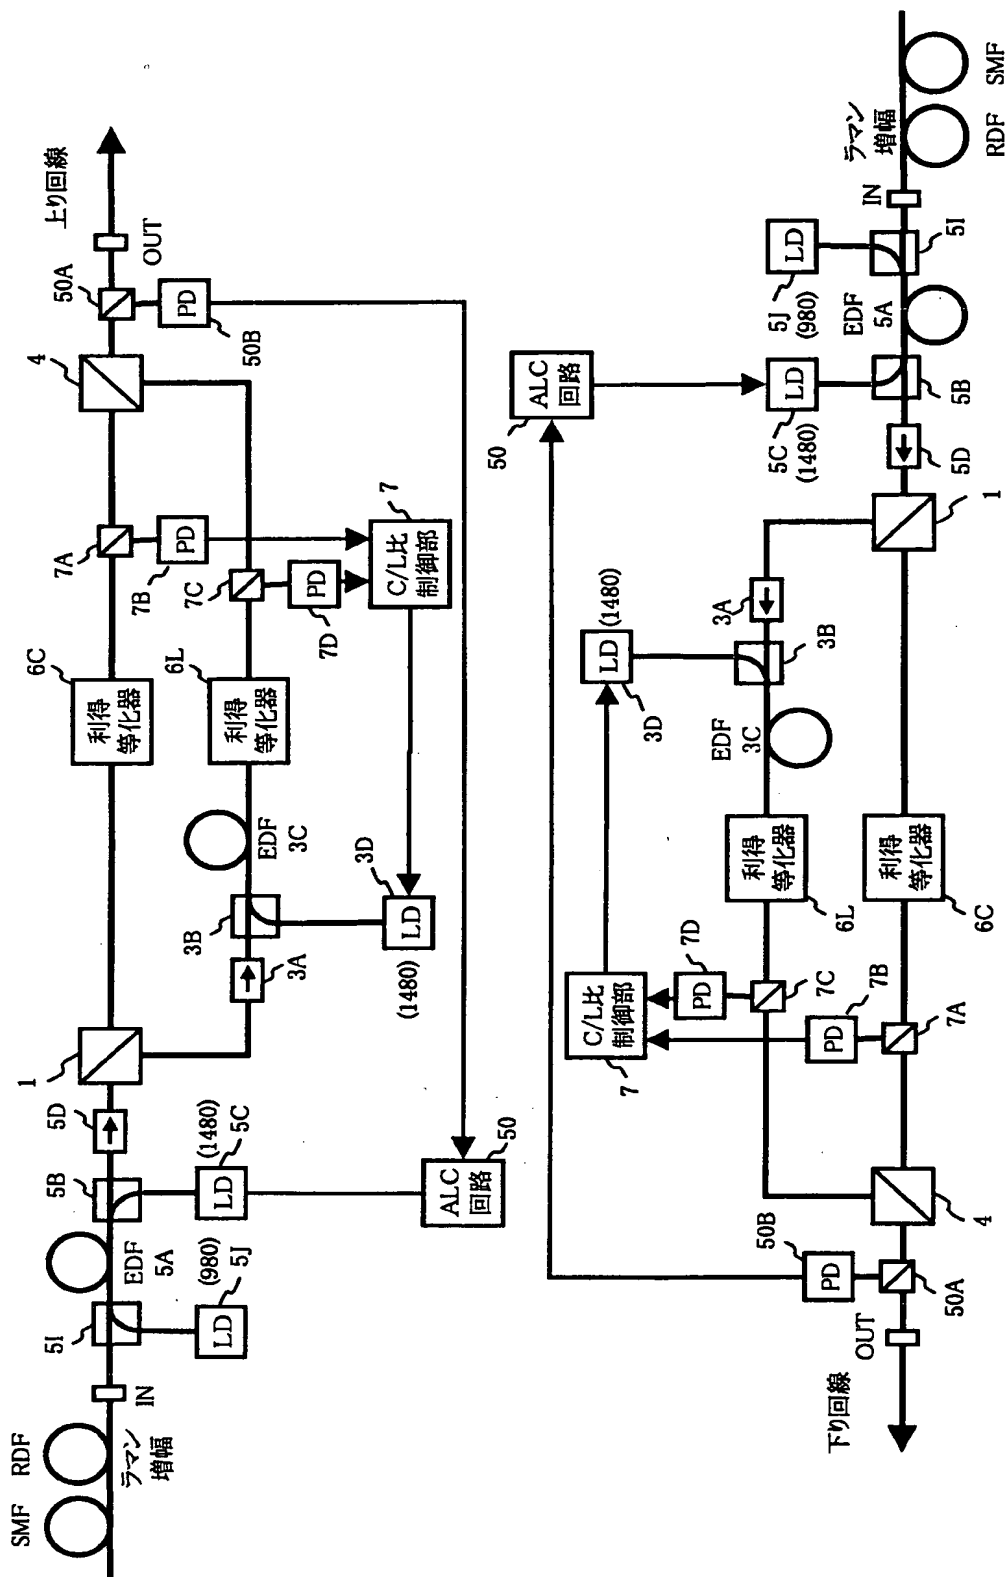 SMF
RDF
ラマン
増幅
IN
5I
LD
(980)
5J
EDF
5A
5B
LD
(1480)
5C
5D
ALC
回路
50
1
3A
3B
LD
3D
(1480)
EDF
3C
利得
等化器
6C
利得
等化器
6L
7A
PD
7B
7C
PD
7D
C/L比
制御部
7
4
50A
PD
50B
OUT
上り回線
下り回線
OUT
50A
PD
50B
4
7A
PD
7B
7C
PD
7D
C/L比
制御部
7
利得
等化器
6L
利得
等化器
6C
EDF
3C
LD
(1480)
3D
3B
3A
1
ALC
回路
50
5D
LD
5C
(1480)
5B
EDF
5A
LD
5J
(980)
5I
IN
ラマン
増幅
RDF
SMF